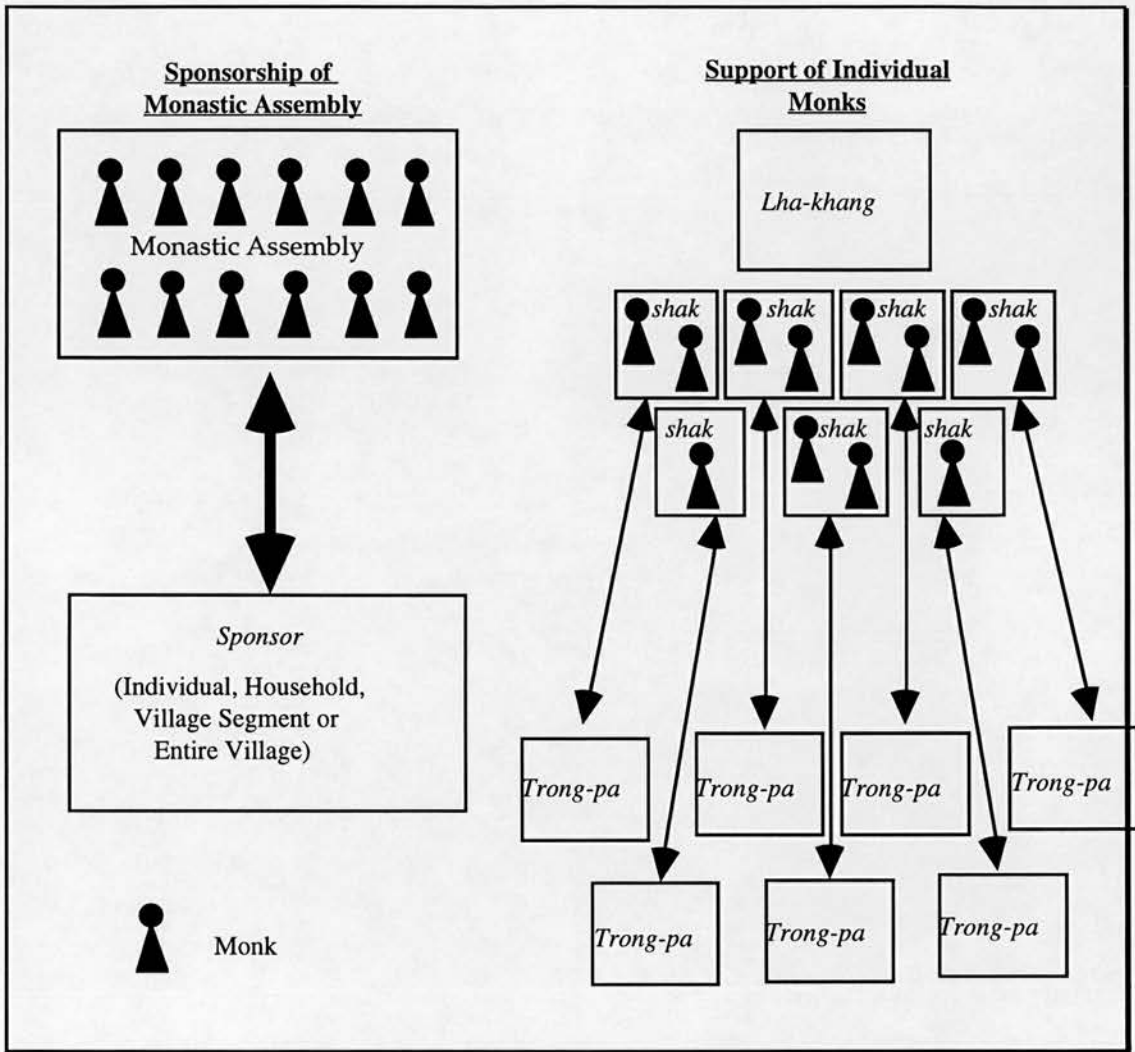 Sponsorship of
Monastic Assembly
Monastic Assembly
Sponsor
(Individual, Household,
Village Segment or
Entire Village)
Monk
Support of Individual
Monks
Lha-khang
shak shak shak shak
shak shak shak
Trong-pa Trong-pa Trong-pa Trong-pa
Trong-pa Trong-pa Trong-pa